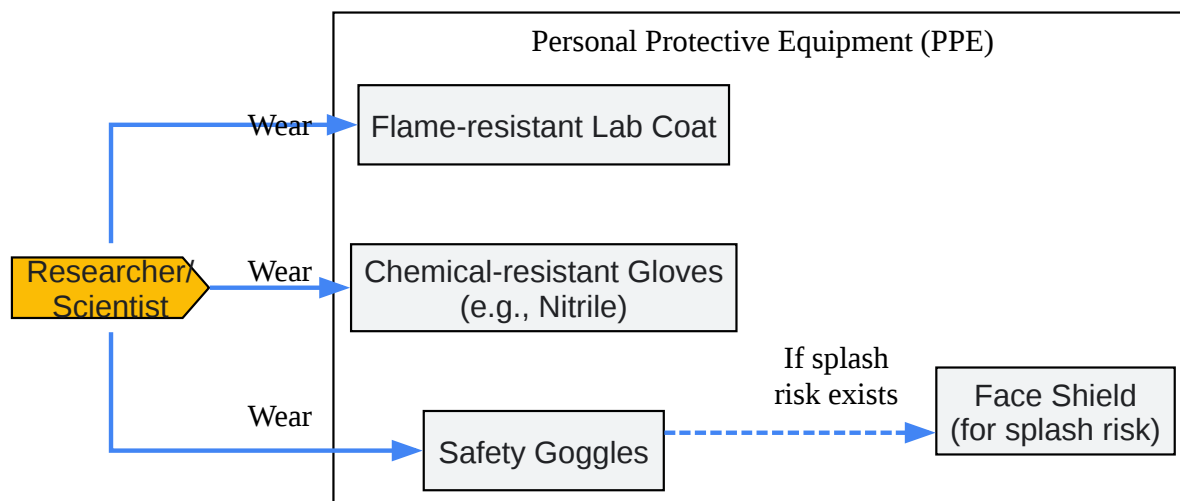 Personal Protective Equipment (PPE)
Wear
Flame-resistant Lab Coat
Researcher/
Scientist
Wear
Chemical-resistant Gloves
(e.g., Nitrile)
Wear
Safety Goggles
If splash
risk exists
Face Shield
(for splash risk)